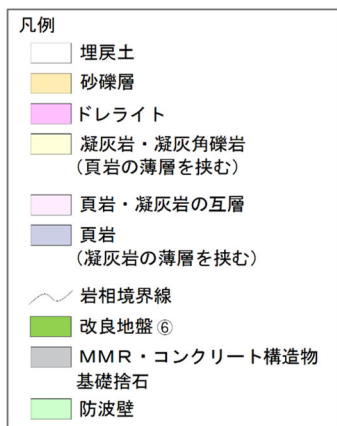 凡例
埋戻土
砂礫層
ドレライト
凝灰岩・凝灰角礫岩
(頁岩の薄層を挟む)
頁岩・凝灰岩の互層
頁岩
(凝灰岩の薄層を挟む)
岩相境界線
改良地盤⑥
MMR・コンクリート構造物
基礎捨石
防波壁